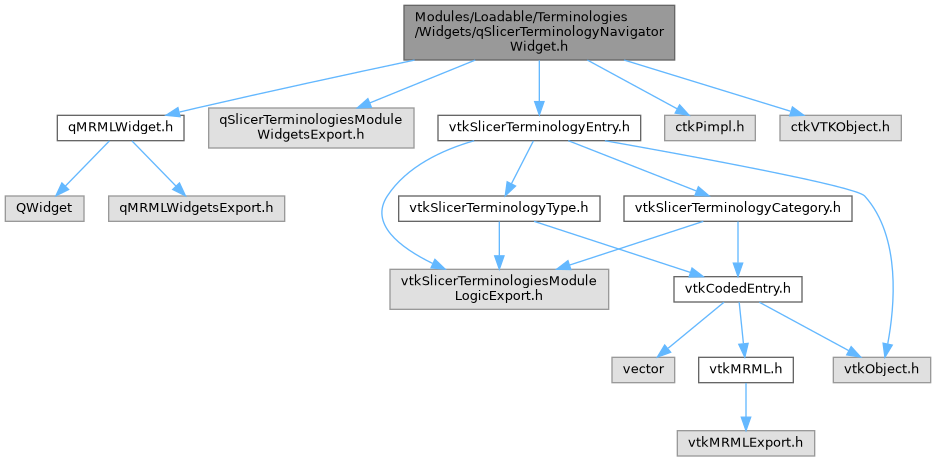 Modules/Loadable/Terminologies
/Widgets/qSlicerTerminologyNavigator
Widget.h
qMRMLWidget.h
qSlicerTerminologiesModule
WidgetsExport.h
vtkSlicerTerminologyEntry.h
ctkPimpl.h
ctkVTKObject.h
QWidget
qMRMLWidgetsExport.h
vtkSlicerTerminologyType.h
vtkSlicerTerminologyCategory.h
vtkSlicerTerminologiesModule
LogicExport.h
vtkCodedEntry.h
vector
vtkMRML.h
vtkObject.h
vtkMRMLExport.h